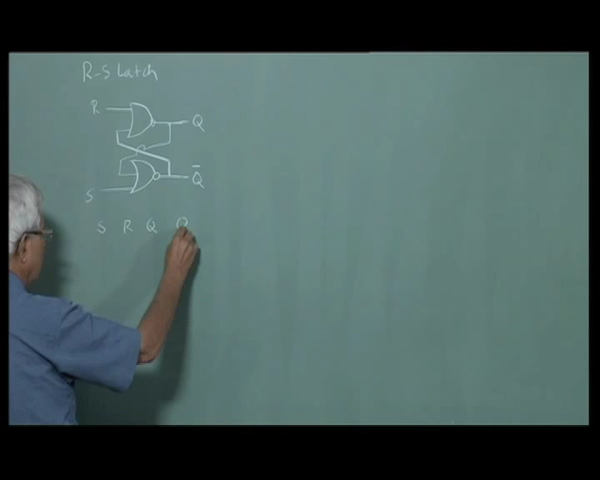 R-S Latch
R
Q
Q̄
S
S R Q Q